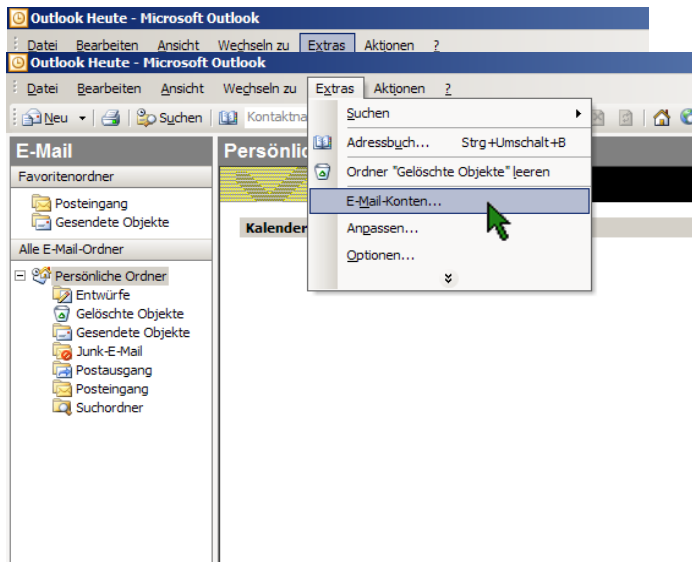 Outlook Heute - Microsoft Outlook
Datei Bearbeiten Ansicht Wechseln zu Extras Aktionen ?
Outlook Heute - Microsoft Outlook
Datei Bearbeiten Ansicht Wechseln zu Extras Aktionen ?
Neu Suchen Kontaktna
Suchen
Adressbuch... Strg+Umschalt+B
Ordner "Gelöschte Objekte" leeren
E-Mail-Konten...
Anpassen...
Optionen...
E-Mail
Favoritenordner
Posteingang
Gesendete Objekte
Alle E-Mail-Ordner
Persönliche Ordner
Entwürfe
Gelöschte Objekte
Gesendete Objekte
Junk-E-Mail
Postausgang
Posteingang
Suchordner
Persönlic
Kalender